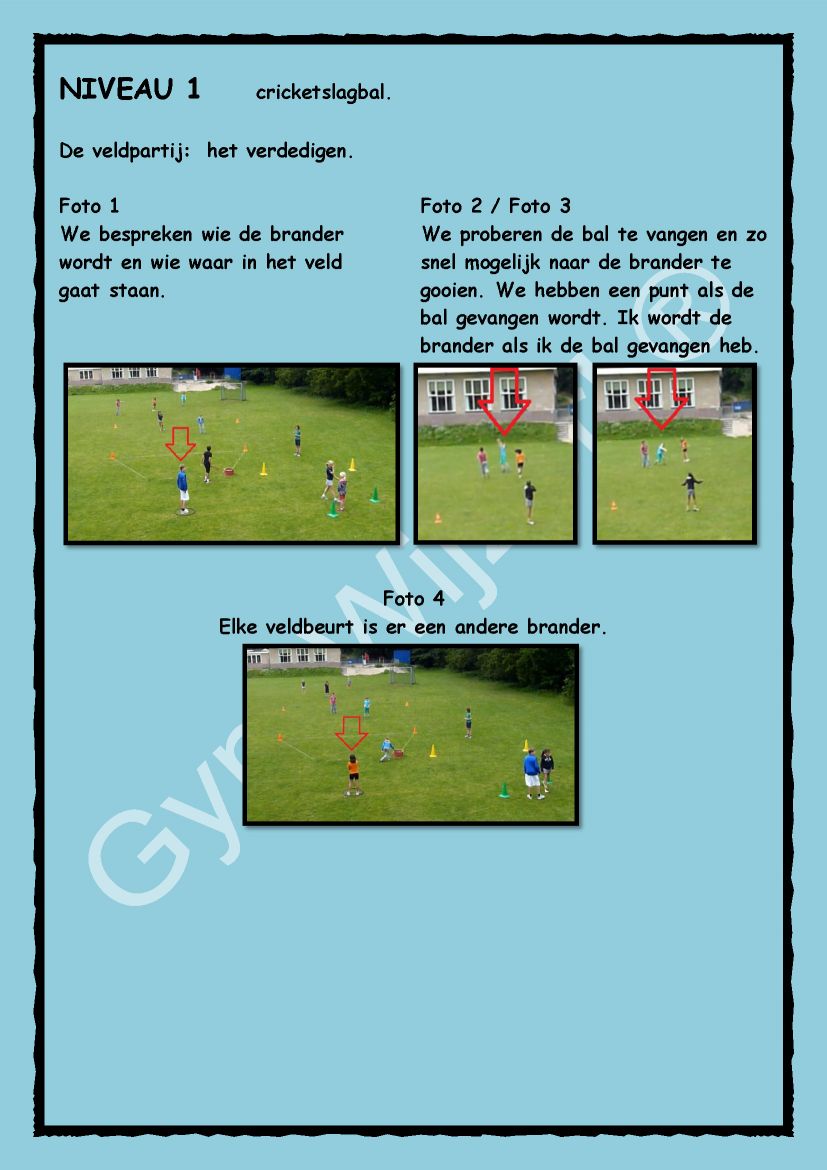 NIVEAU 1 cricketslagbal.
De veldpartij: het verdedigen.
Foto 1
We bespreken wie de brander
wordt en wie waar in het veld
gaat staan.
Foto 2 / Foto 3
We proberen de bal te vangen en zo
snel mogelijk naar de brander te
gooien. We hebben een punt als de
bal gevangen wordt. Ik wordt de
brander als ik de bal gevangen heb.
Foto 4
Elke veldbeurt is er een andere brander.